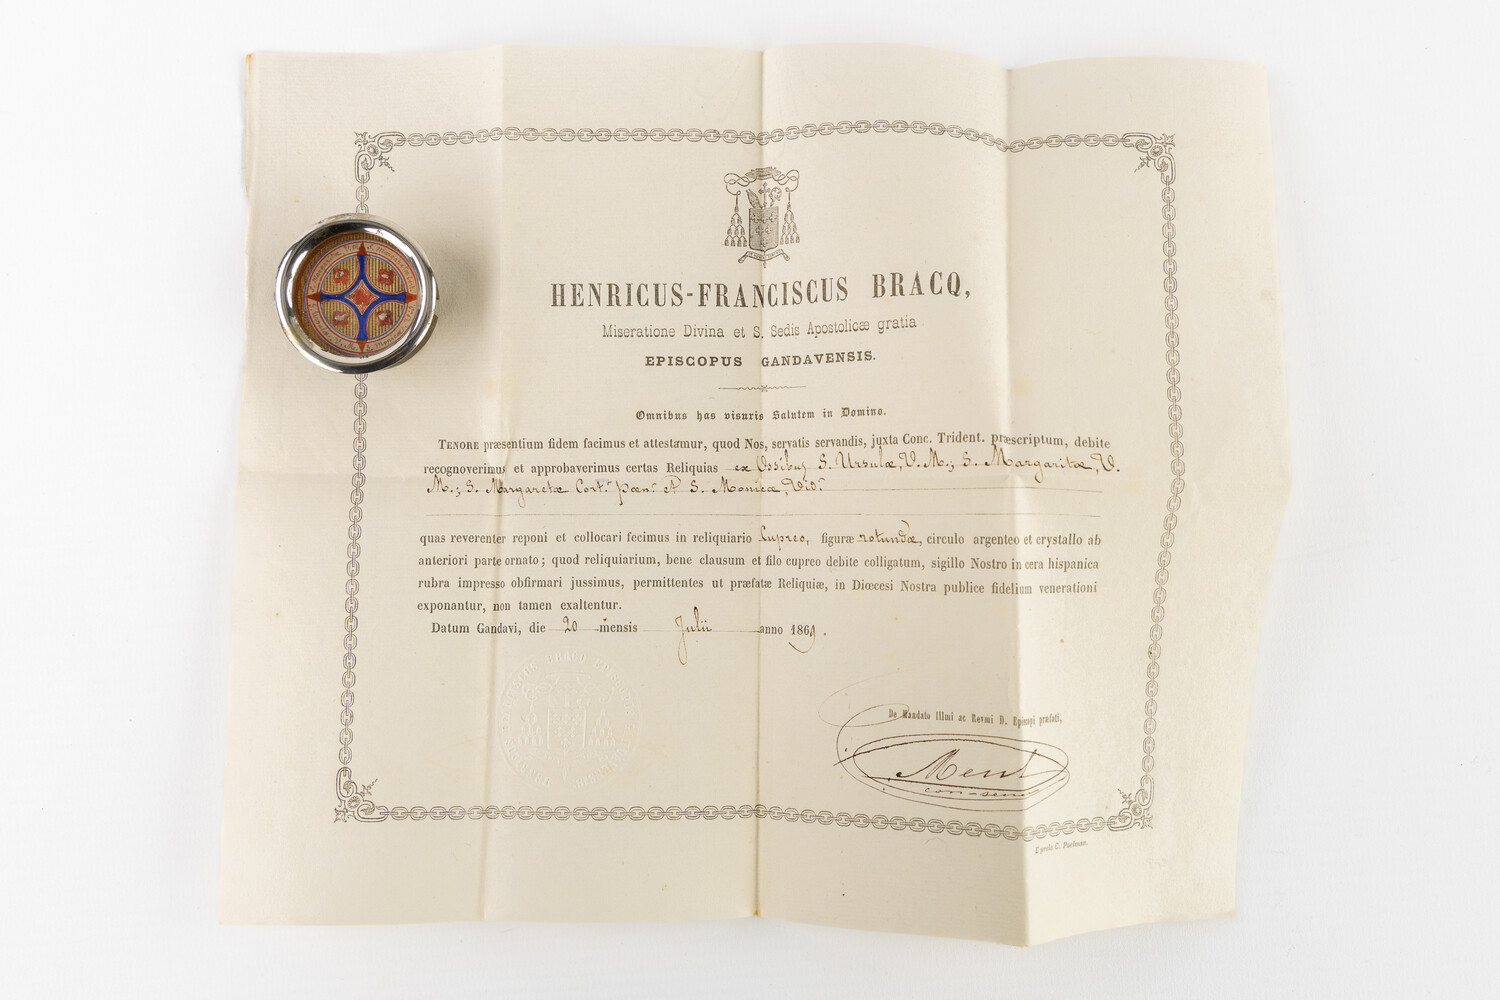 HENRICUS-FRANCISCUS BRACQ,
Miseratione Divina et S. Sedis Apostolicæ gratia
EPISCOPUS GANDAVENSIS.
Omnibus has visuris Salutem in Domino.
TENORE præsentium fidem facimus et attestamur, quod Nos, servatis servandis, juxta Conc. Trident. præscriptum, debite
recognoverimus et approbaverimus certas Reliquias ex Ossibus S. Ursulæ, V. M.; S. Margaritæ, V.
M.; S. Margaretæ Cort. pœn. et S. Monicæ, Vid.
quas reverenter reponi et collocari fecimus in reliquiario Cupreo, figuræ rotundæ, circulo argenteo et crystallo ab
anteriori parte ornato; quod reliquiarium, bene clausum et filo cupreo debite colligatum, sigillo Nostro in cera hispanica
rubra impresso obfirmari jussimus, permittentes ut præfatæ Reliquiæ, in Diœcesi Nostra publice fidelium venerationi
exponantur, non tamen exaltentur.
Datum Gandavi, die 20 mensis Julii anno 1869.
De Mandato Illmi ac Revmi D. Episcopi præfati,
E prelo C. Poelman.